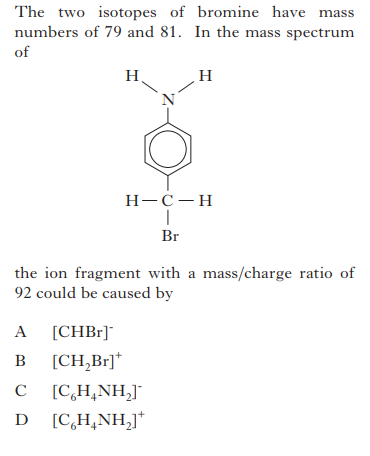 The two isotopes of bromine have mass
numbers of 79 and 81. In the mass spectrum
of
H H
N
H–C–H
Br
the ion fragment with a mass/charge ratio of
92 could be caused by
A [CHBr]⁻
B [CH₂Br]⁺
C [C₆H₄NH₂]⁻
D [C₆H₄NH₂]⁺